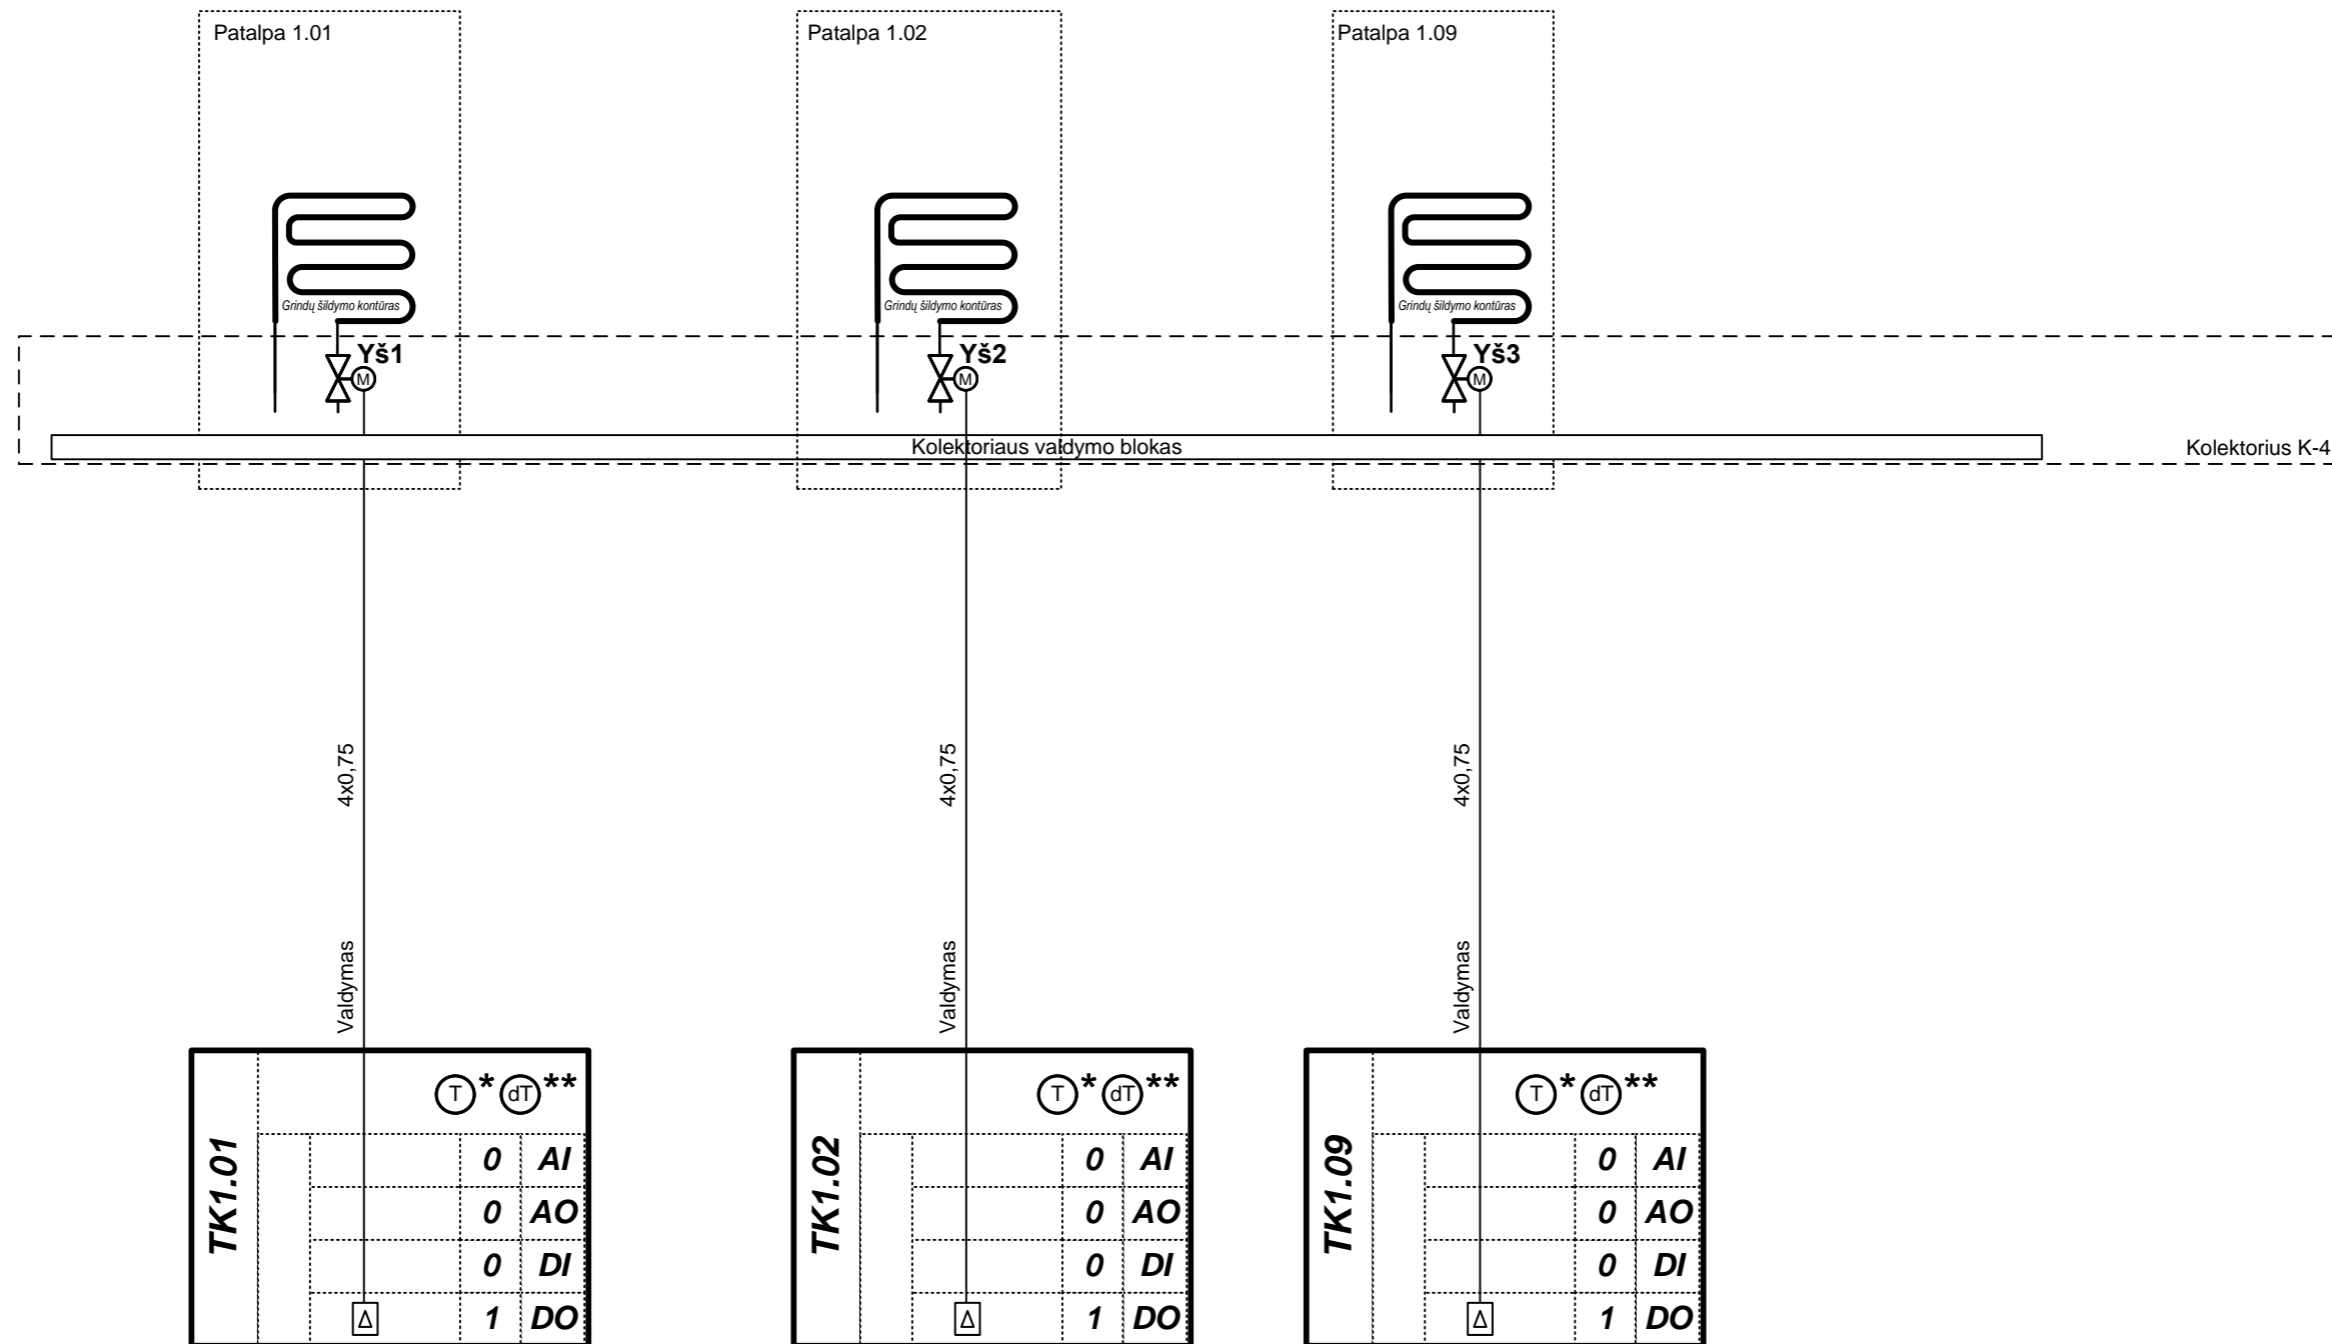 Patalpa 1.01
Patalpa 1.02
Patalpa 1.09
Grindų šildymo kontūras
Grindų šildymo kontūras
Grindų šildymo kontūras
Yš1
M
Yš2
M
Yš3
M
Kolektoriaus valdymo blokas
Kolektorius K-4
4x0,75
4x0,75
4x0,75
Valdymas
Valdymas
Valdymas
TK1.01
T * dT **
0 AI
0 AO
0 DI
Δ 1 DO
TK1.02
T * dT **
0 AI
0 AO
0 DI
Δ 1 DO
TK1.09
T * dT **
0 AI
0 AO
0 DI
Δ 1 DO